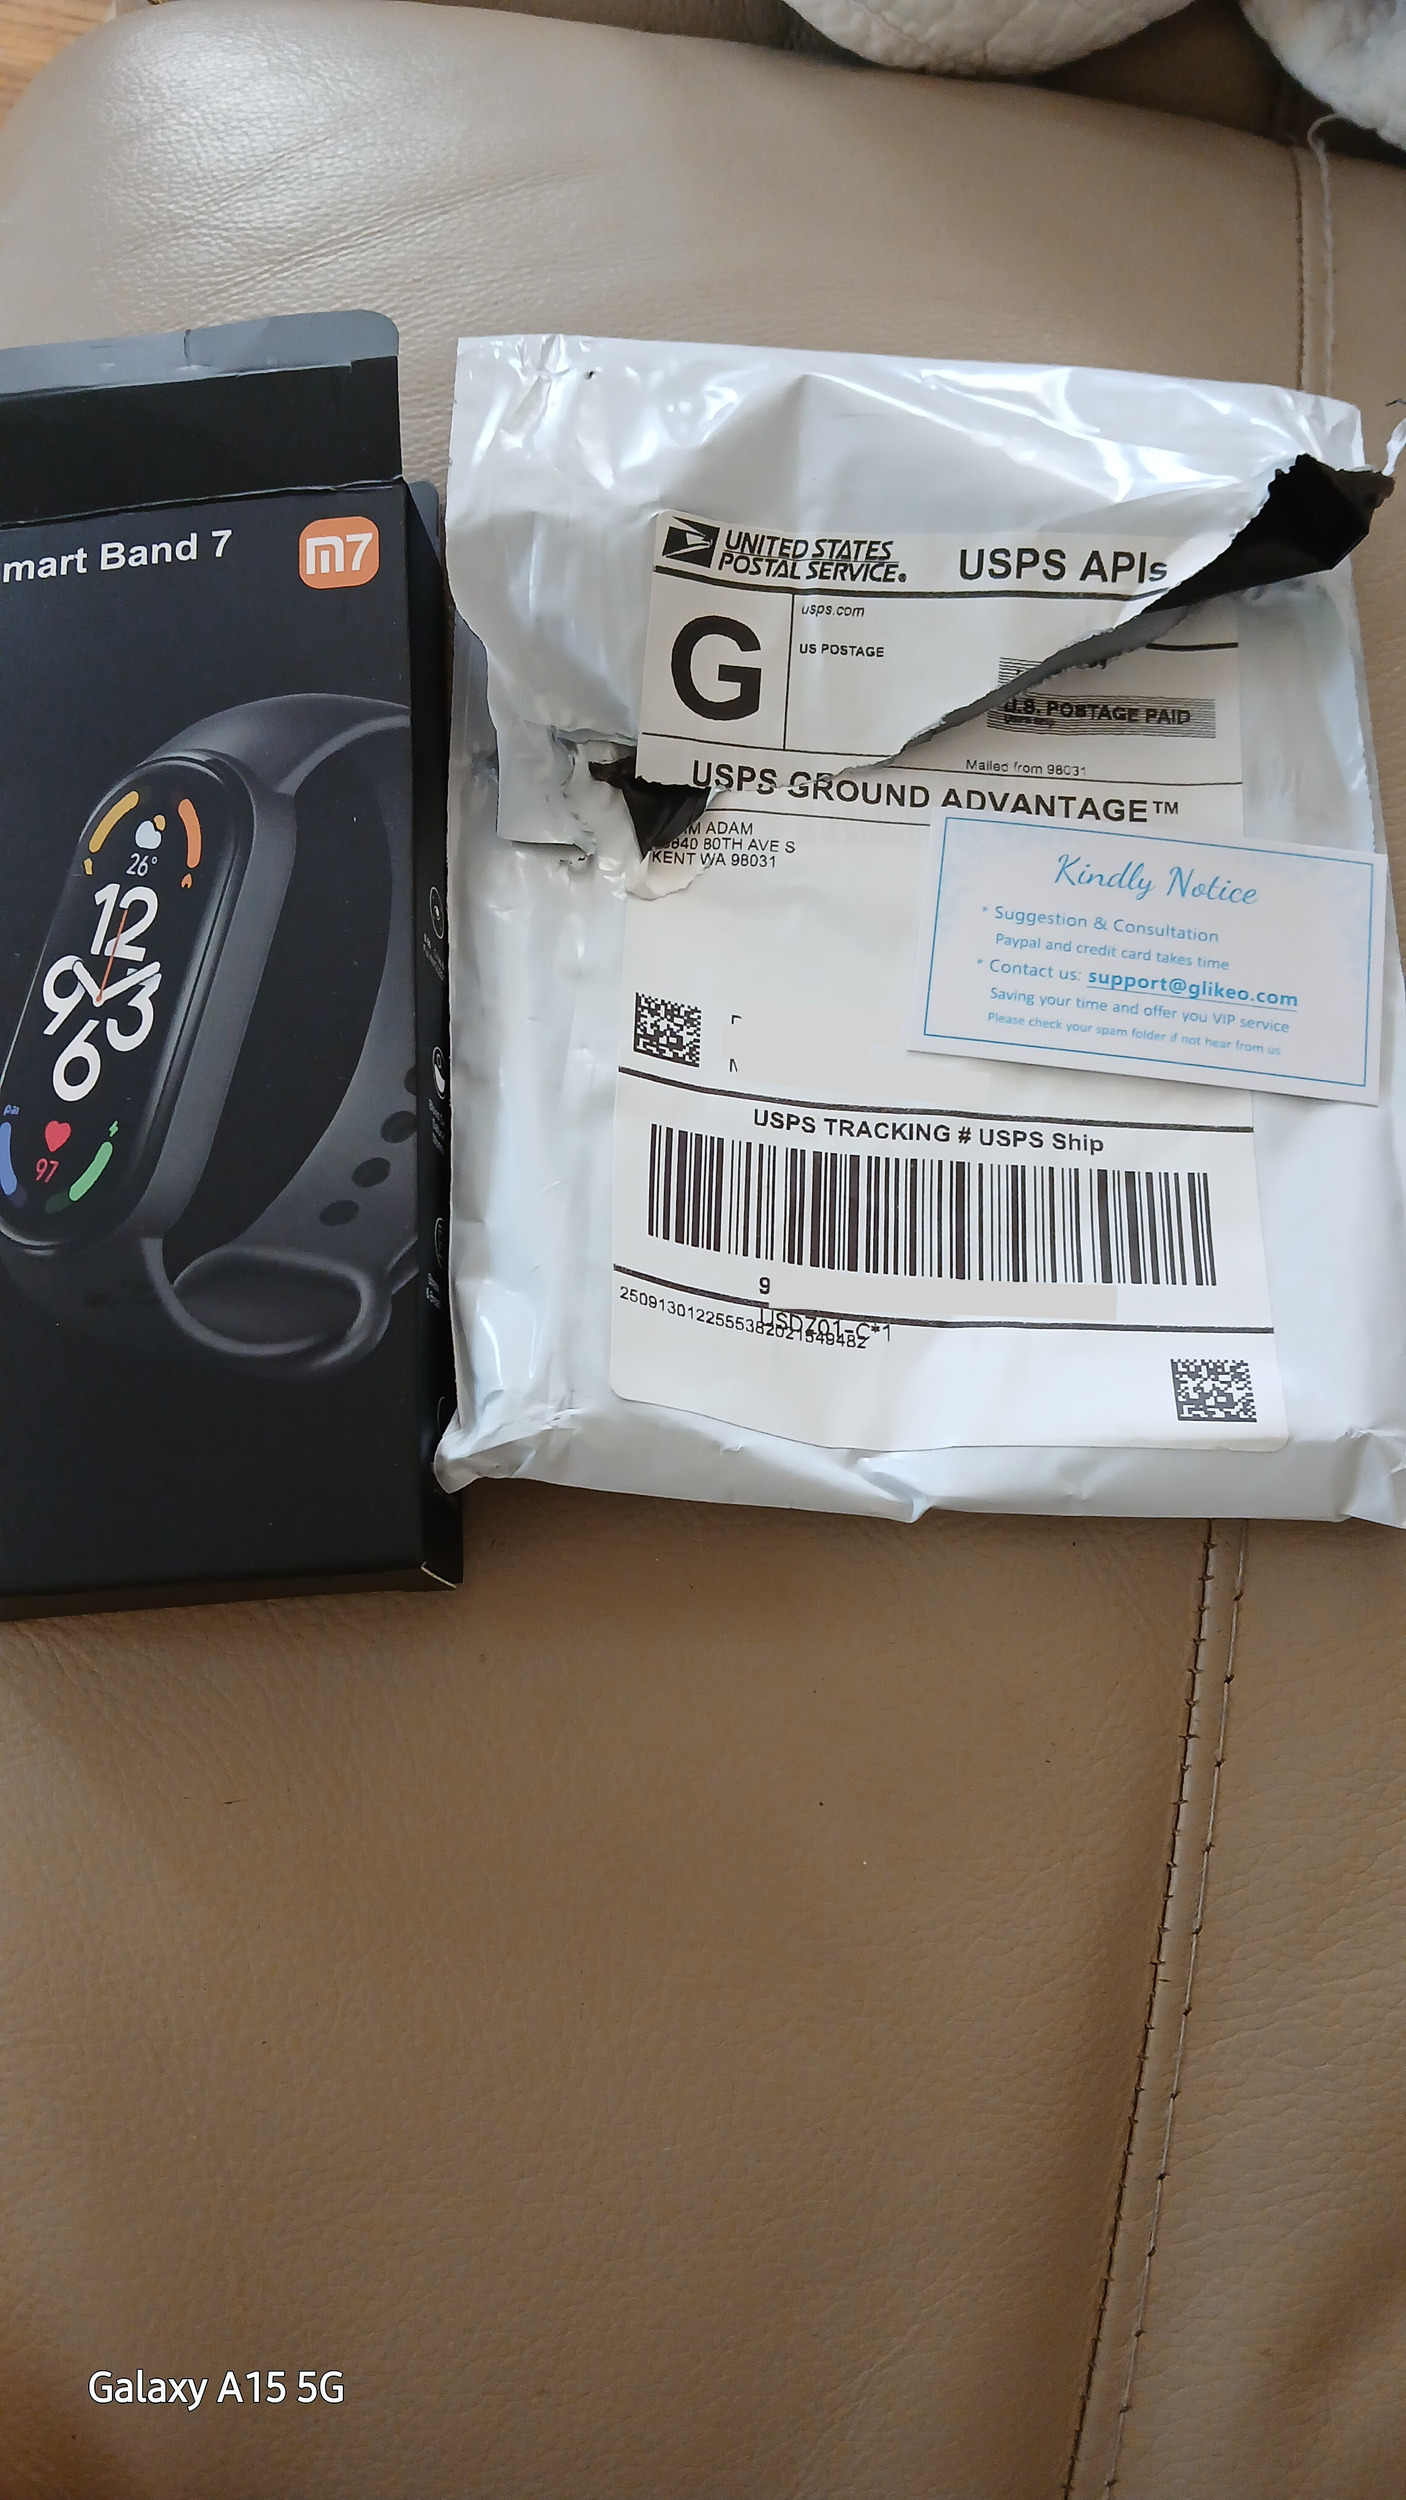 mart Band 7
m7
26°
12
9
3
6
97
UNITED STATES
POSTAL SERVICE®
USPS APIs
G
usps.com
US POSTAGE
U.S. POSTAGE PAID
Mailed from 98031
USPS GROUND ADVANTAGE™
M ADAM
840 80TH AVE S
KENT WA 98031
Kindly Notice
* Suggestion & Consultation
Paypal and credit card takes time
* Contact us: support@glikeo.com
Saving your time and offer you VIP service
Please check your spam folder if not hear from us
USPS TRACKING # USPS Ship
9
USDZ01-C*1
Galaxy A15 5G